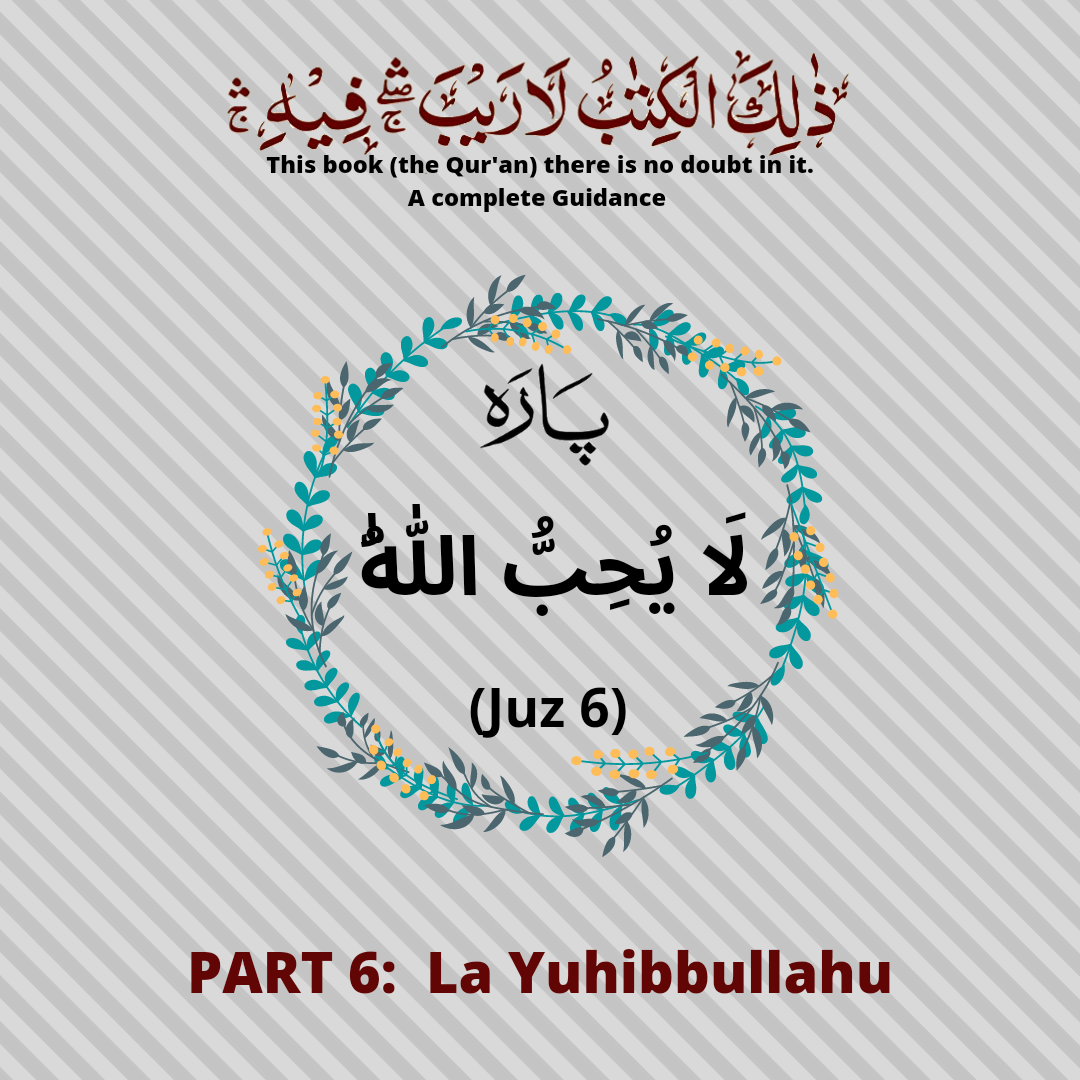 ذٰلِكَ الْكِتٰبُ لَا رَيْبَ ۛۖۚ فِيْهِ ۛۚ
This book (the Qur'an) there is no doubt in it.
A complete Guidance
پَارَہ
لَا يُحِبُّ اللّٰهُ
(Juz 6)
PART 6: La Yuhibbullahu